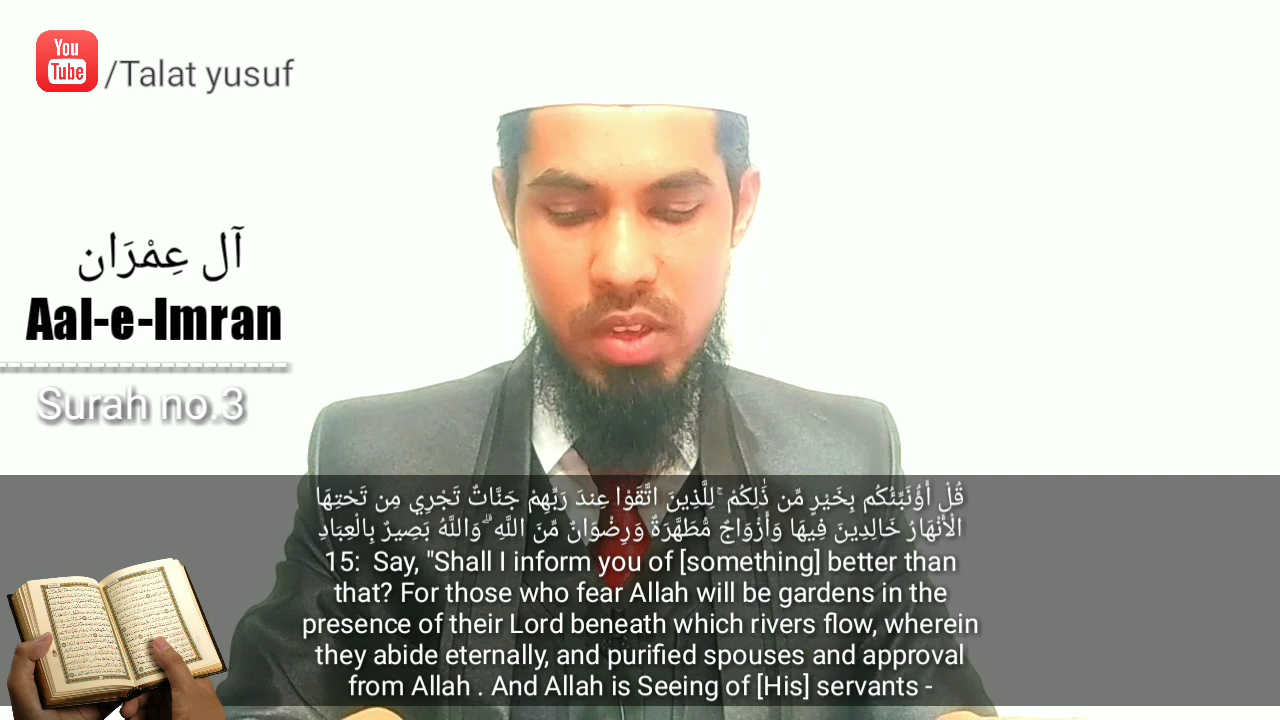 You
Tube
/Talat yusuf
آل عِمْرَان
Aal-e-Imran
Surah no.3
قُلْ أَؤُنَبِّئُكُم بِخَيْرٍ مِّن ذَٰلِكُمْ ۚ لِلَّذِينَ اتَّقَوْا عِندَ رَبِّهِمْ جَنَّاتٌ تَجْرِي مِن تَحْتِهَا
الْأَنْهَارُ خَالِدِينَ فِيهَا وَأَزْوَاجٌ مُّطَهَّرَةٌ وَرِضْوَانٌ مِّنَ اللَّهِ ۗ وَاللَّهُ بَصِيرٌ بِالْعِبَادِ
15:  Say, "Shall I inform you of [something] better than
that? For those who fear Allah will be gardens in the
presence of their Lord beneath which rivers flow, wherein
they abide eternally, and purified spouses and approval
from Allah . And Allah is Seeing of [His] servants -